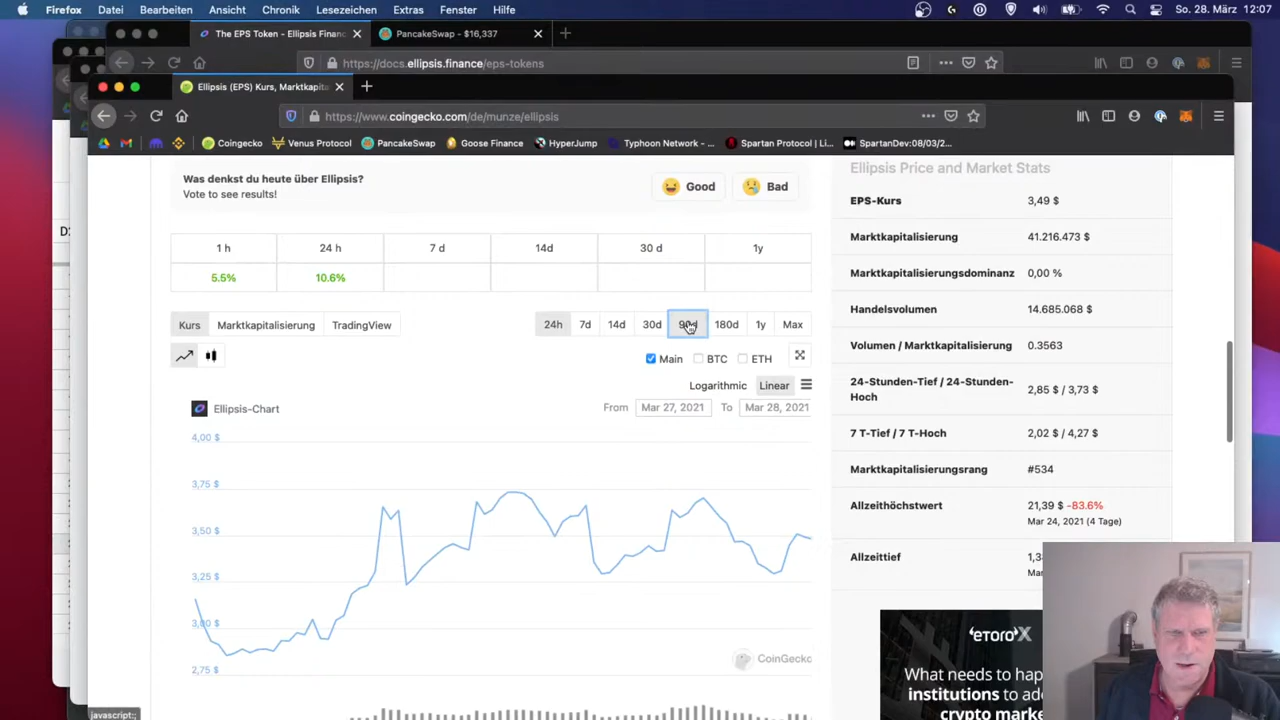 Firefox Datei Bearbeiten Ansicht Chronik Lesezeichen Extras Fenster Hilfe So. 28. März 12:07
The EPS Token - Ellipsis Financ
PancakeSwap - $16,337
https://docs.ellipsis.finance/eps-tokens
Ellipsis (EPS) Kurs, Marktkapita
https://www.coingecko.com/de/munze/ellipsis
Coingecko Venus Protocol PancakeSwap Goose Finance HyperJump Typhoon Network - ... Spartan Protocol | Li... SpartanDev:08/03/2...
Was denkst du heute über Ellipsis?
Vote to see results!
Good
Bad
1 h 24 h 7 d 14d 30 d 1y
5.5% 10.6%
Kurs Marktkapitalisierung TradingView
24h 7d 14d 30d 90d 180d 1y Max
Main BTC ETH
Logarithmic Linear
Ellipsis-Chart
From Mar 27, 2021 To Mar 28, 2021
4,00 $
3,75 $
3,50 $
3,25 $
3,00 $
2,75 $
CoinGecko
Ellipsis Price and Market Stats
EPS-Kurs 3,49 $
Marktkapitalisierung 41.216.473 $
Marktkapitalisierungsdominanz 0,00 %
Handelsvolumen 14.685.068 $
Volumen / Marktkapitalisierung 0.3563
24-Stunden-Tief / 24-Stunden-
Hoch
2,85 $ / 3,73 $
7 T-Tief / 7 T-Hoch 2,02 $ / 4,27 $
Marktkapitalisierungsrang #534
Allzeithöchstwert 21,39 $ -83.6%
Mar 24, 2021 (4 Tage)
Allzeittief 1,3
Ma
etoroX
What needs to hap
institutions to ad
crypto marke
javascript:;